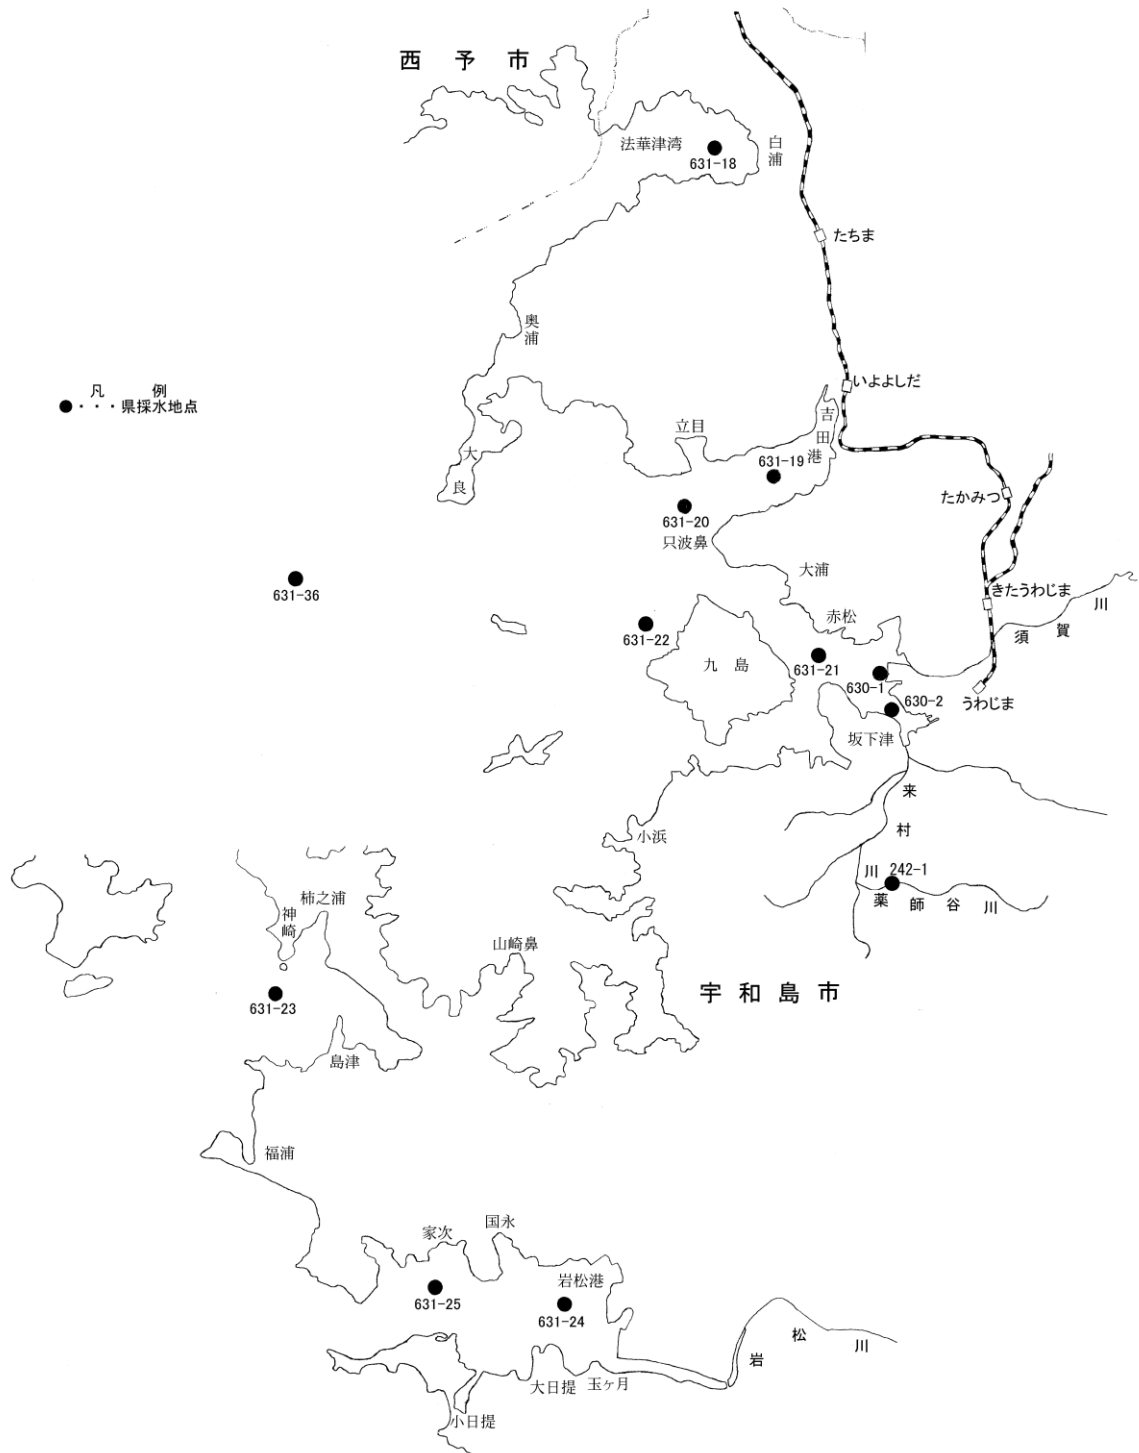 西予市
法華津湾
631-18
白浦
たちま
奥浦
凡例
●・・・県採水地点
いよよしだ
吉田港
立目
大良
631-19
631-20
只波鼻
たかみつ
大浦
631-36
きたうわじま
赤松
須賀川
631-22
九島
631-21
630-1
うわじま
630-2
坂下津
来村川
小浜
242-1
薬師谷川
柿之浦
神崎
山崎鼻
631-23
宇和島市
島津
福浦
国永
家次
岩松港
631-25
631-24
岩松川
大日提
玉ヶ月
小日提